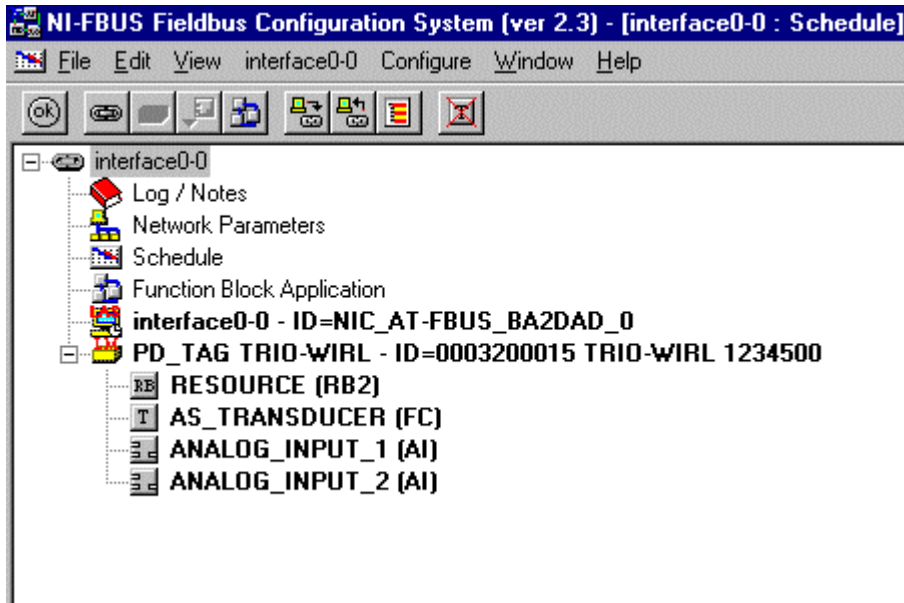 NI-FBUS Fieldbus Configuration System (ver 2.3) - [interface0-0 : Schedule]
File Edit View interface0-0 Configure Window Help
OK T
interface0-0
Log / Notes
Network Parameters
Schedule
Function Block Application
interface0-0 - ID=NIC_AT-FBUS_BA2DAD_0
PD_TAG TRIO-WIRL - ID=0003200015 TRIO-WIRL 1234500
RB RESOURCE (RB2)
T AS_TRANSDUCER (FC)
ANALOG_INPUT_1 (AI)
ANALOG_INPUT_2 (AI)